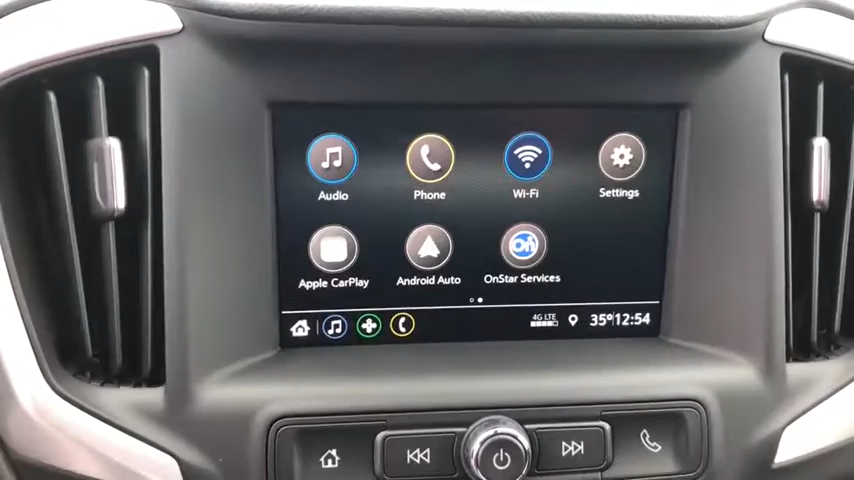 Audio Phone Wi-Fi Settings
Apple CarPlay Android Auto OnStar Services
4G LTE
35° 12:54